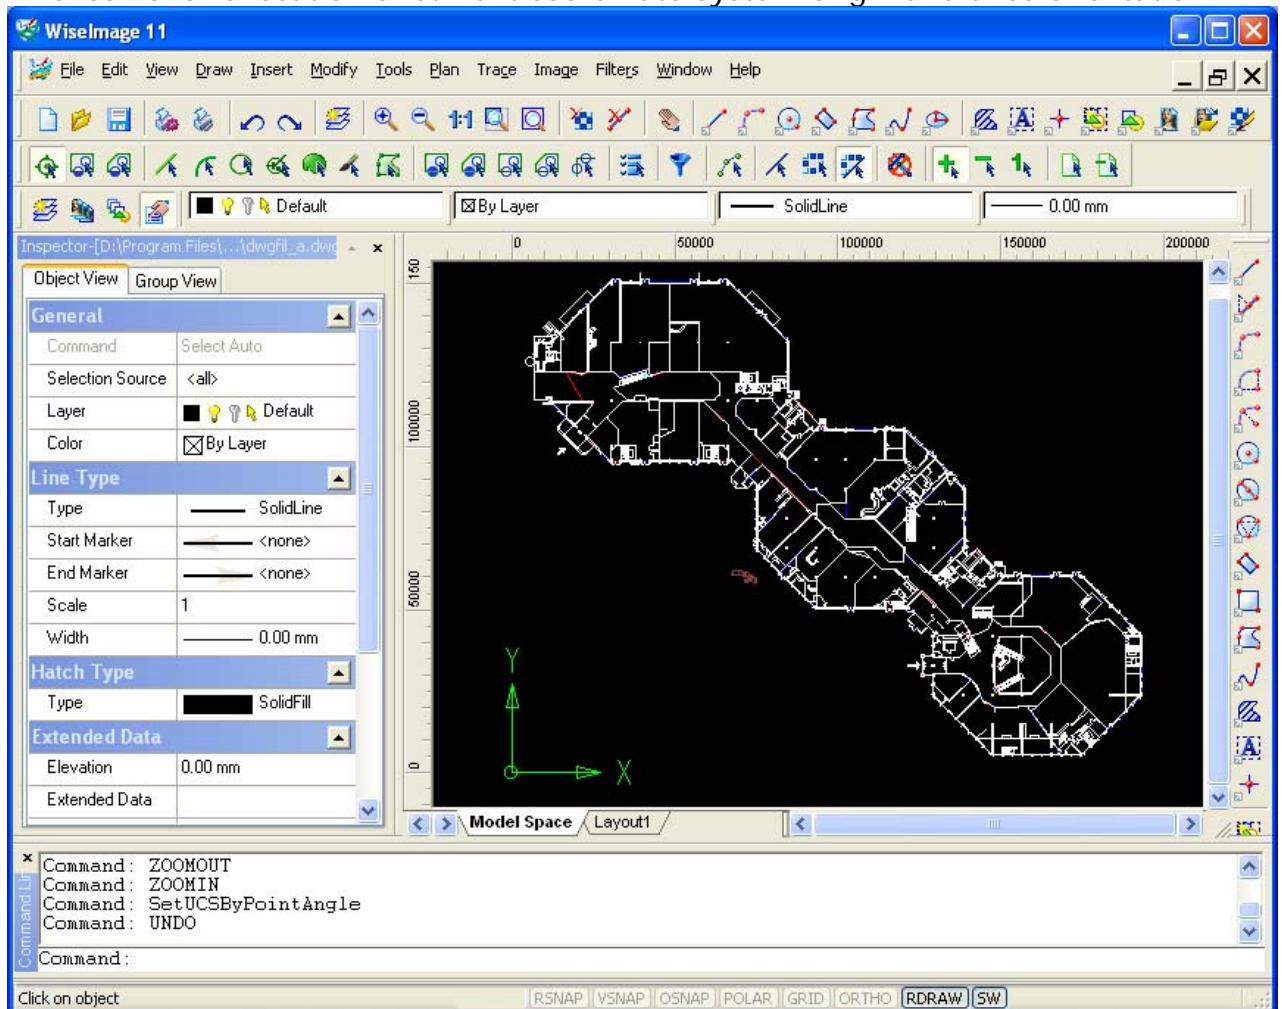 WiseImage 11
File Edit View Draw Insert Modify Tools Plan Trace Image Filters Window Help
1:1
Default
By Layer
SolidLine
0.00 mm
Inspector-[D:\Program Files\...\dwgfil_a.dwg
Object View Group View
General
Command Select Auto
Selection Source <all>
Layer Default
Color By Layer
Line Type
Type SolidLine
Start Marker <none>
End Marker <none>
Scale 1
Width 0.00 mm
Hatch Type
Type SolidFill
Extended Data
Elevation 0.00 mm
Extended Data
0 50000 100000 150000 200000
150
100000
50000
0
Y
X
Model Space Layout1
Command: ZOOMOUT
Command: ZOOMIN
Command: SetUCSByPointAngle
Command: UNDO
Command:
Command Lin
Click on object
RSNAP VSNAP OSNAP POLAR GRID ORTHO RDRAW SW